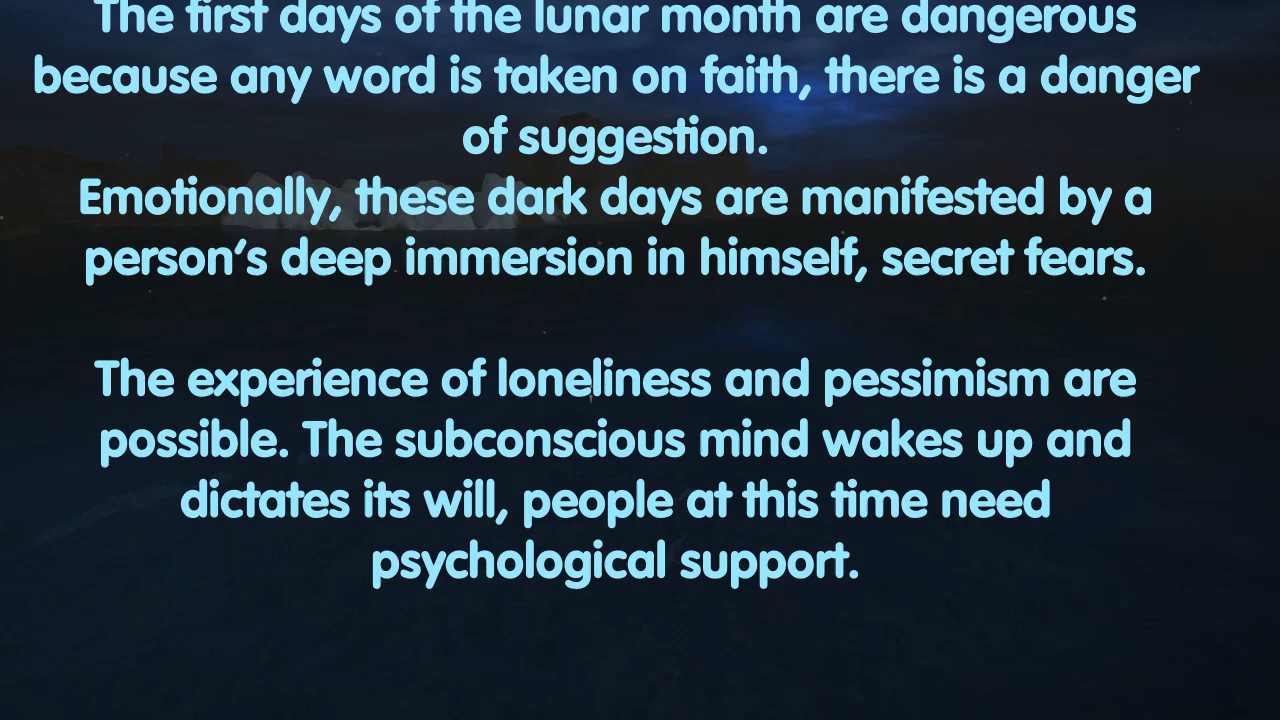 The first days of the lunar month are dangerous
because any word is taken on faith, there is a danger
of suggestion.
Emotionally, these dark days are manifested by a
person's deep immersion in himself, secret fears.
The experience of loneliness and pessimism are
possible. The subconscious mind wakes up and
dictates its will, people at this time need
psychological support.